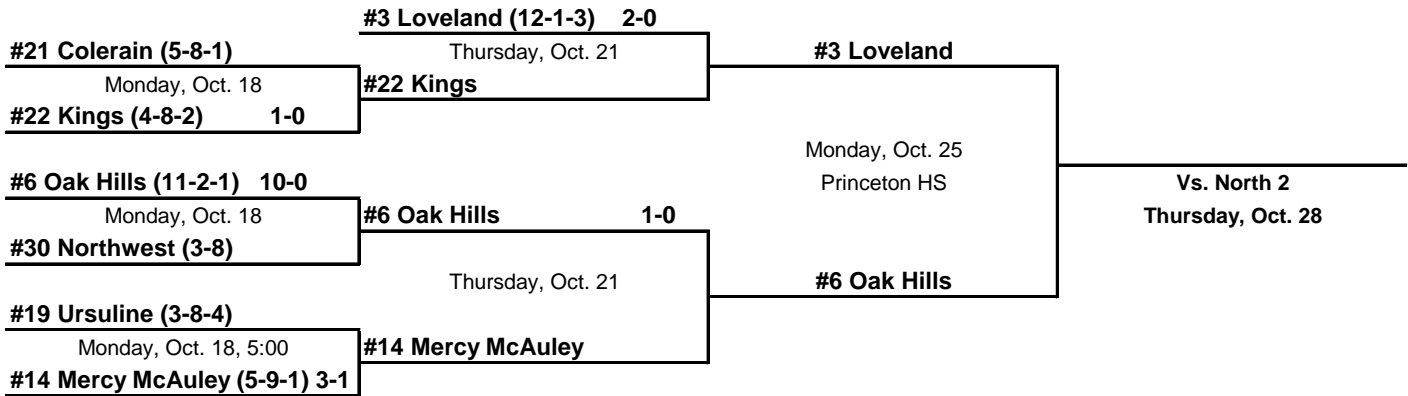 #3 Loveland (12-1-3) 2-0
#21 Colerain (5-8-1)
Thursday, Oct. 21
#3 Loveland
Monday, Oct. 18
#22 Kings
#22 Kings (4-8-2) 1-0
Monday, Oct. 25
#6 Oak Hills (11-2-1) 10-0
Princeton HS
Vs. North 2
Monday, Oct. 18
#6 Oak Hills 1-0
Thursday, Oct. 28
#30 Northwest (3-8)
Thursday, Oct. 21
#6 Oak Hills
#19 Ursuline (3-8-4)
Monday, Oct. 18, 5:00
#14 Mercy McAuley
#14 Mercy McAuley (5-9-1) 3-1